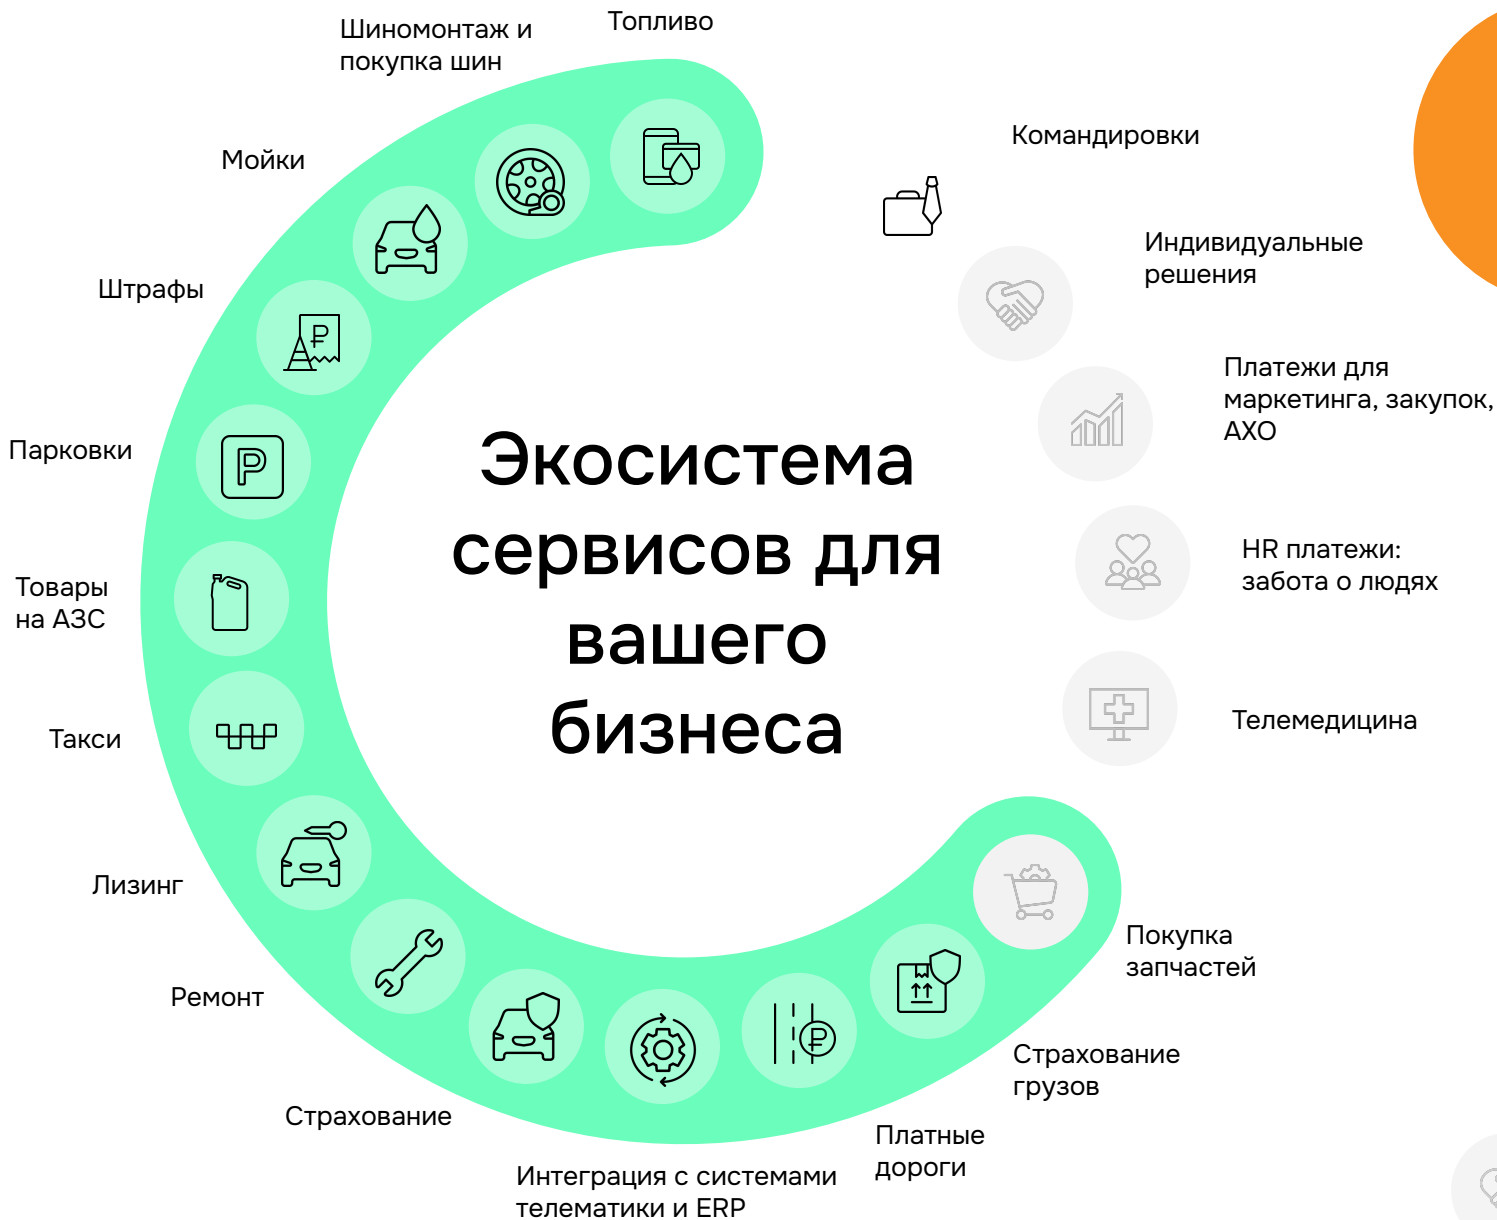 Топливо
Шиномонтаж и
покупка шин
Мойки
Штрафы
Парковки
Товары
на АЗС
Такси
Лизинг
Ремонт
Страхование
Интеграция с системами
телематики и ERP
Платные
дороги
Страхование
грузов
Покупка
запчастей
Телемедицина
HR платежи:
забота о людях
Платежи для
маркетинга, закупок,
АХО
Индивидуальные
решения
Командировки
Экосистема
сервисов для
вашего
бизнеса
₽
P
₽